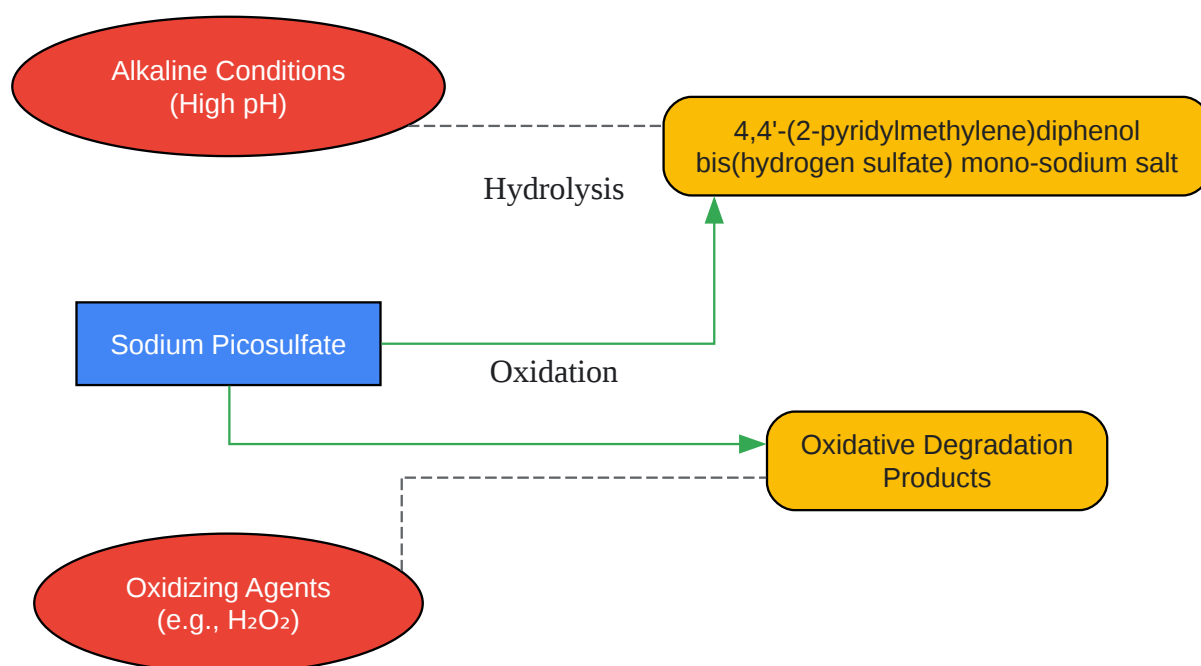 Alkaline Conditions
(High pH)
4,4'-(2-pyridylmethylene)diphenol
bis(hydrogen sulfate) mono-sodium salt
Hydrolysis
Sodium Picosulfate
Oxidation
Oxidative Degradation
Products
Oxidizing Agents
(e.g., H₂O₂)